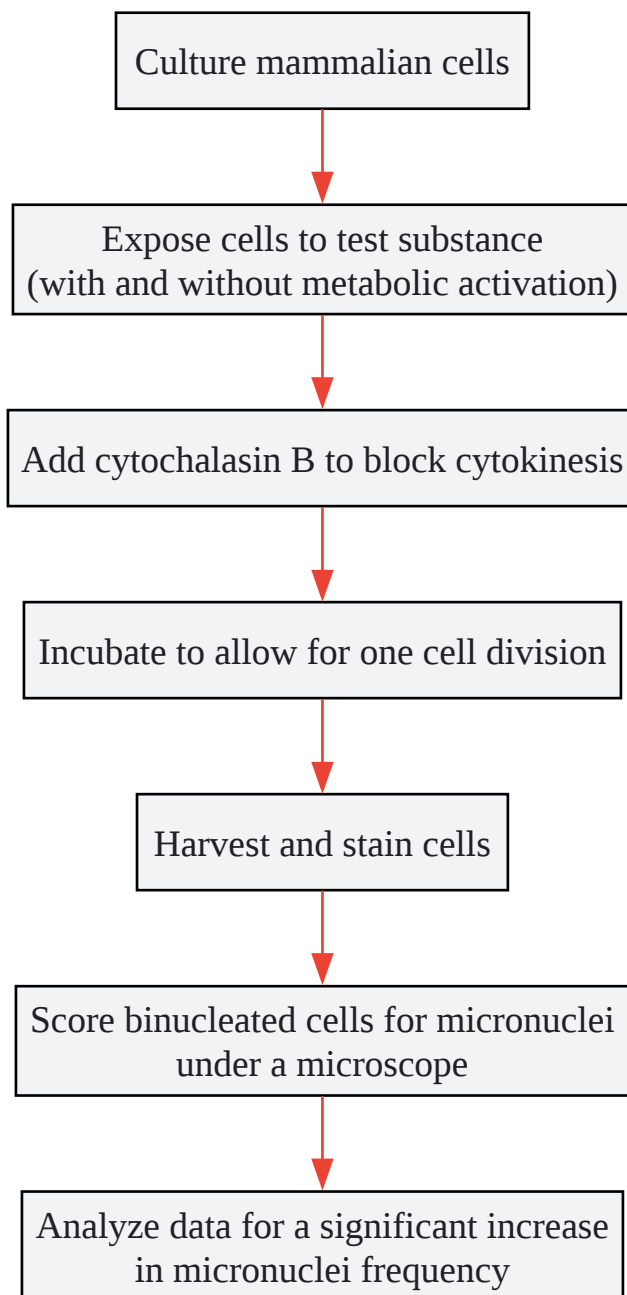 Culture mammalian cells
Expose cells to test substance
(with and without metabolic activation)
Add cytochalasin B to block cytokinesis
Incubate to allow for one cell division
Harvest and stain cells
Score binucleated cells for micronuclei
under a microscope
Analyze data for a significant increase
in micronuclei frequency